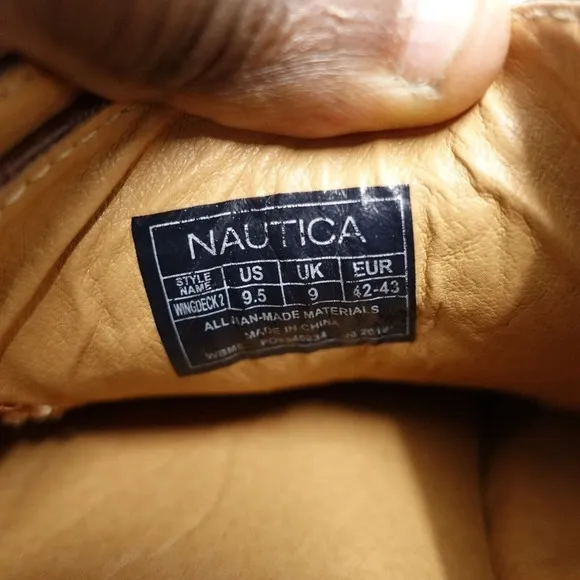 NAUTICA
STYLE NAME US UK EUR
WINGDECK 2 9.5 9 42-43
ALL MAN-MADE MATERIALS
MADE IN CHINA